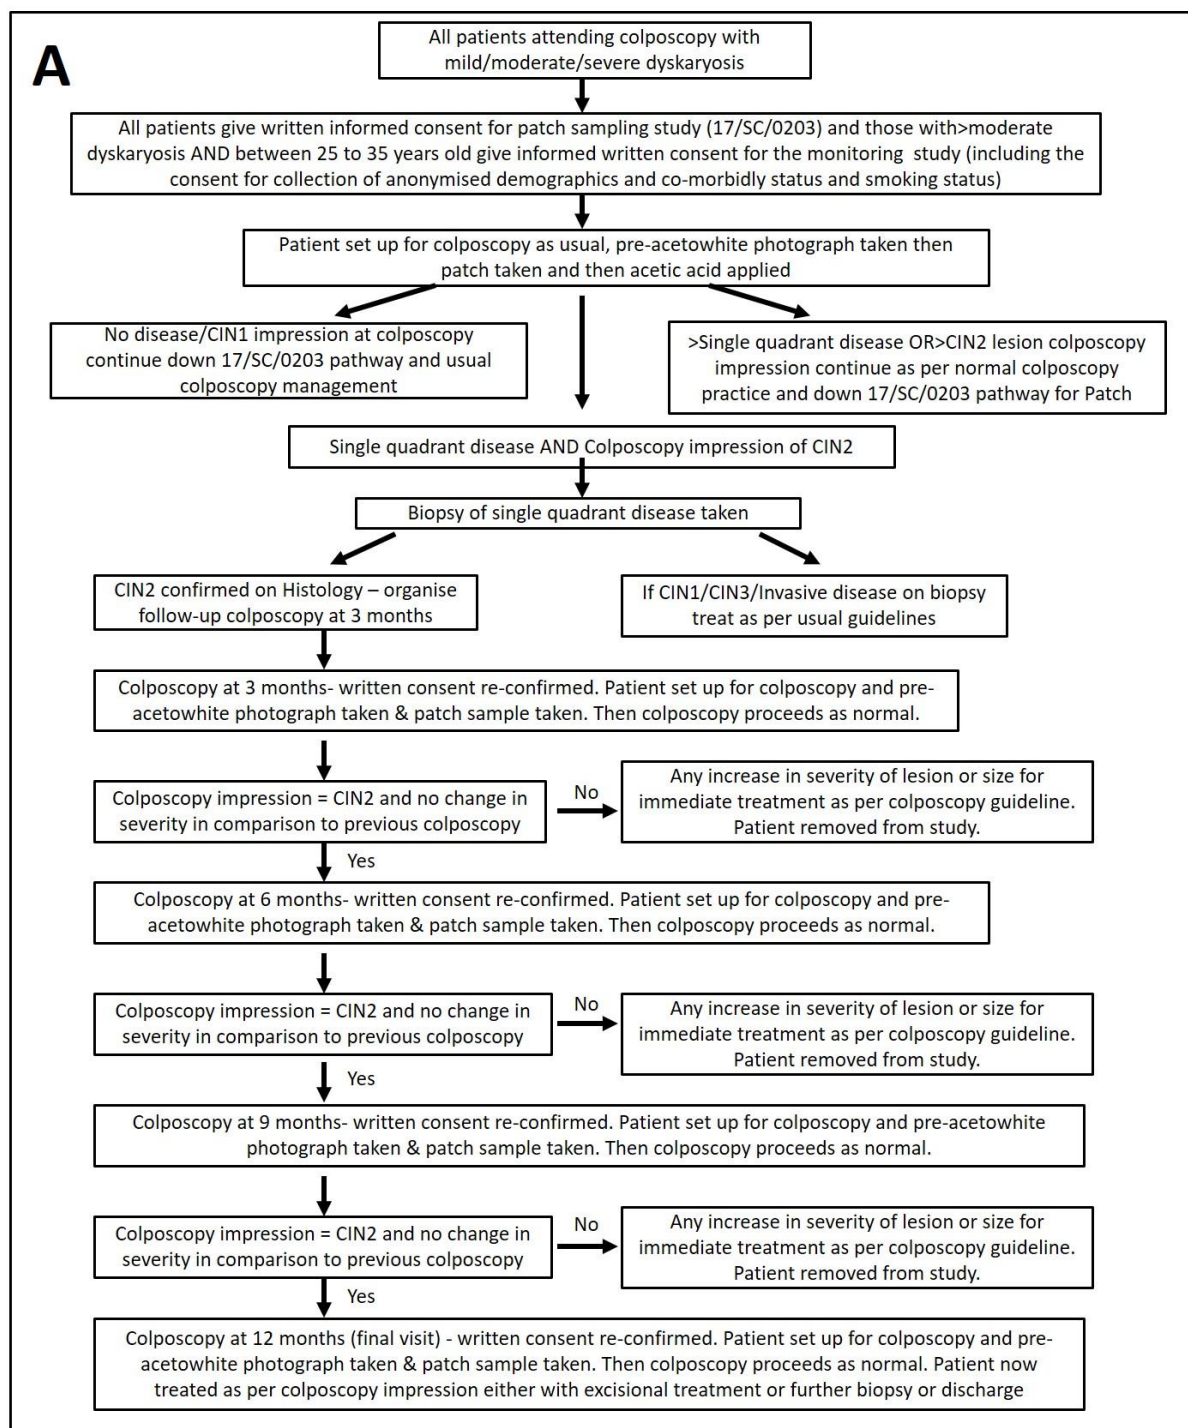 A
All patients attending colposcopy with
mild/moderate/severe dyskaryosis
All patients give written informed consent for patch sampling study (17/SC/0203) and those with>moderate
dyskaryosis AND between 25 to 35 years old give informed written consent for the monitoring study (including the
consent for collection of anonymised demographics and co-morbidly status and smoking status)
Patient set up for colposcopy as usual, pre-acetowhite photograph taken then
patch taken and then acetic acid applied
No disease/CIN1 impression at colposcopy
continue down 17/SC/0203 pathway and usual
colposcopy management
>Single quadrant disease OR>CIN2 lesion colposcopy
impression continue as per normal colposcopy
practice and down 17/SC/0203 pathway for Patch
Single quadrant disease AND Colposcopy impression of CIN2
Biopsy of single quadrant disease taken
CIN2 confirmed on Histology – organise
follow-up colposcopy at 3 months
If CIN1/CIN3/Invasive disease on biopsy
treat as per usual guidelines
Colposcopy at 3 months- written consent re-confirmed. Patient set up for colposcopy and pre-
acetowhite photograph taken & patch sample taken. Then colposcopy proceeds as normal.
Colposcopy impression = CIN2 and no change in
severity in comparison to previous colposcopy
No
Any increase in severity of lesion or size for
immediate treatment as per colposcopy guideline.
Patient removed from study.
Yes
Colposcopy at 6 months- written consent re-confirmed. Patient set up for colposcopy and pre-
acetowhite photograph taken & patch sample taken. Then colposcopy proceeds as normal.
Colposcopy impression = CIN2 and no change in
severity in comparison to previous colposcopy
No
Any increase in severity of lesion or size for
immediate treatment as per colposcopy guideline.
Patient removed from study.
Yes
Colposcopy at 9 months- written consent re-confirmed. Patient set up for colposcopy and pre-acetowhite
photograph taken & patch sample taken. Then colposcopy proceeds as normal.
Colposcopy impression = CIN2 and no change in
severity in comparison to previous colposcopy
No
Any increase in severity of lesion or size for
immediate treatment as per colposcopy guideline.
Patient removed from study.
Yes
Colposcopy at 12 months (final visit) - written consent re-confirmed. Patient set up for colposcopy and pre-
acetowhite photograph taken & patch sample taken. Then colposcopy proceeds as normal. Patient now
treated as per colposcopy impression either with excisional treatment or further biopsy or discharge